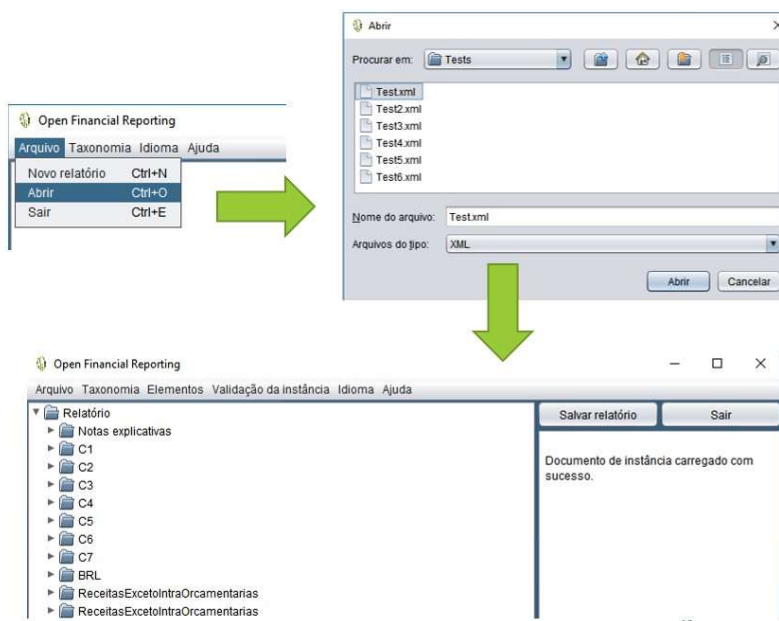 Open Financial Reporting
Arquivo Taxonomia Idioma Ajuda
Novo relatório Ctrl+N
Abrir Ctrl+O
Sair Ctrl+E
Abrir
Procurar em: Tests
Test.xml
Test2.xml
Test3.xml
Test4.xml
Test5.xml
Test6.xml
Nome do arquivo: Test.xml
Arquivos do tipo: XML
Abrir Cancelar
Open Financial Reporting
Arquivo Taxonomia Elementos Validação da instância Idioma Ajuda
Relatório
Notas explicativas
C1
C2
C3
C4
C5
C6
C7
BRL
ReceitasExcetoIntraOrcamentarias
ReceitasExcetoIntraOrcamentarias
Salvar relatório Sair
Documento de instância carregado com
sucesso.